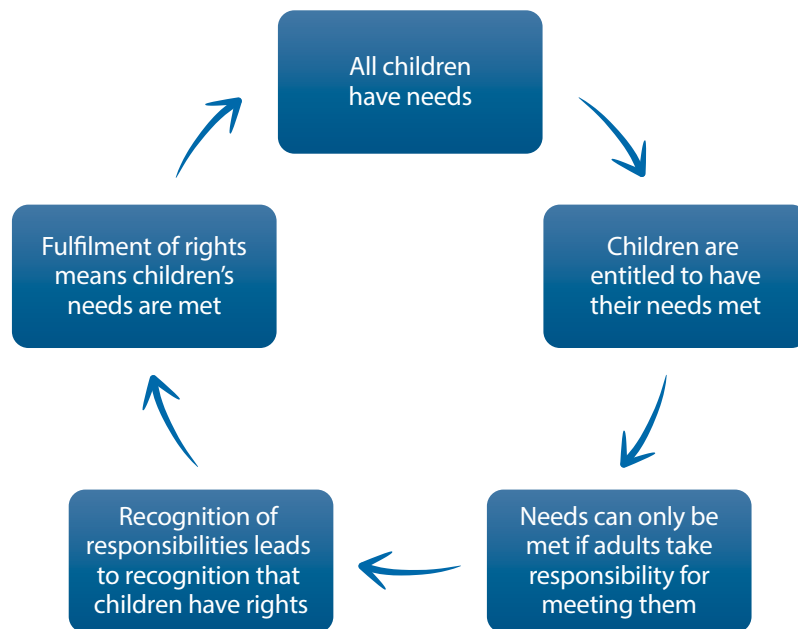 All children
have needs
Children are
entitled to have
their needs met
Needs can only be
met if adults take
responsibility for
meeting them
Recognition of
responsibilities leads
to recognition that
children have rights
Fulfilment of rights
means children’s
needs are met